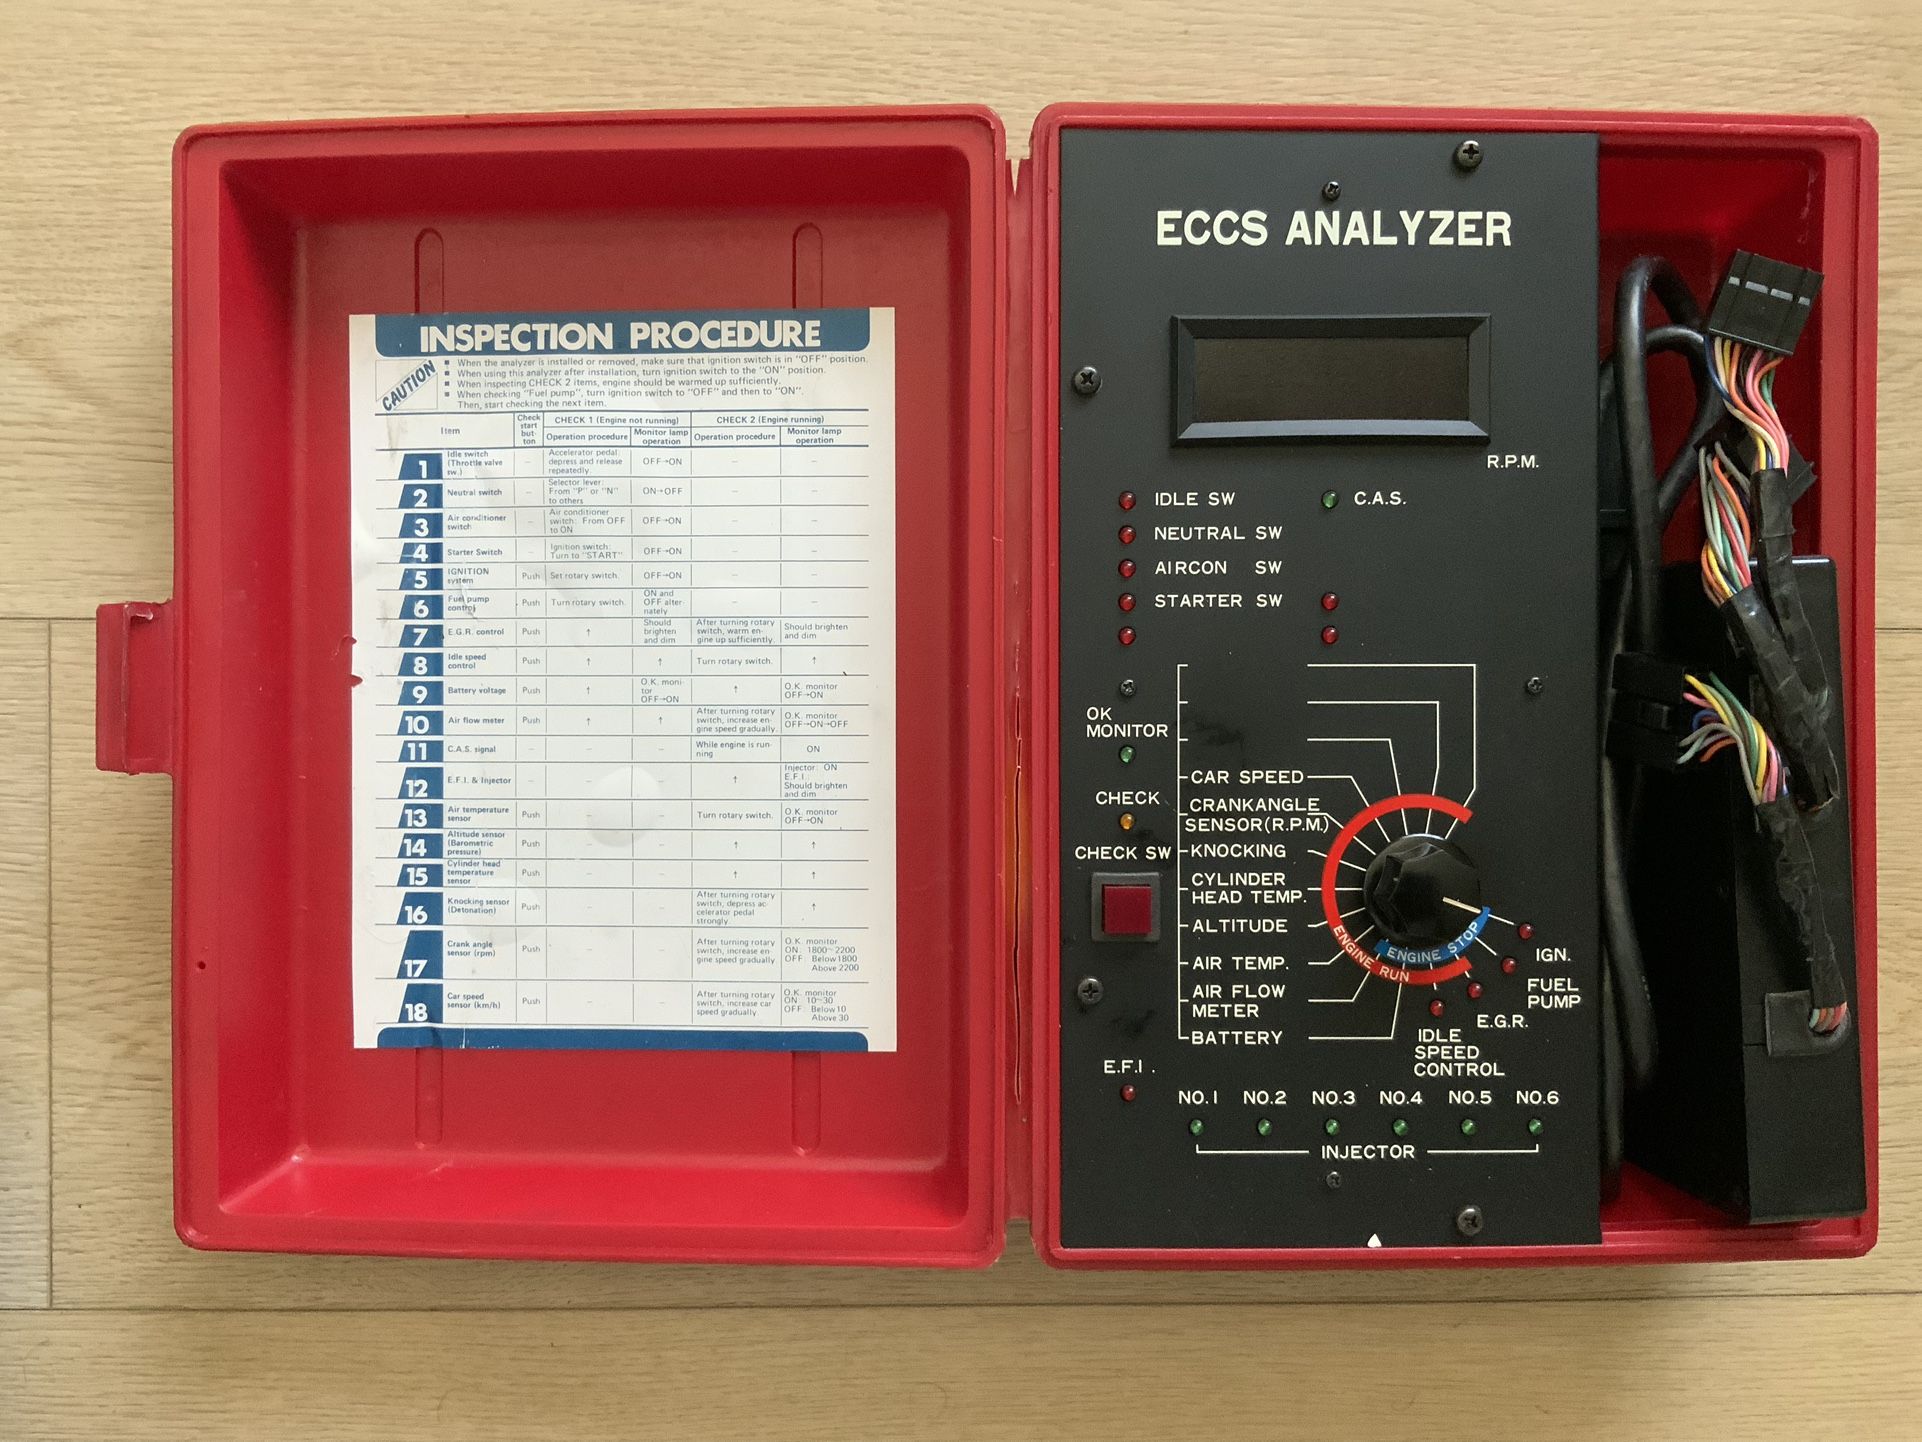 INSPECTION PROCEDURE
CAUTION
■ When the analyzer is installed or removed, make sure that ignition switch is in "OFF" position.
■ When using this analyzer after installation, turn ignition switch to the "ON" position.
■ When inspecting CHECK 2 items, engine should be warmed up sufficiently.
■ When checking "Fuel pump", turn ignition switch to "OFF" and then to "ON".
Then, start checking the next item.
Item
Check start but- ton
CHECK 1 (Engine not running)
CHECK 2 (Engine running)
Operation procedure
Monitor lamp operation
Operation procedure
Monitor lamp operation
1 Idle switch (Throttle valve sw.) – Accelerator pedal: depress and release repeatedly. OFF→ON – –
2 Neutral switch – Selector lever: From "P" or "N" to others ON→OFF – –
3 Air conditioner switch – Air conditioner switch: From OFF to ON OFF→ON – –
4 Starter Switch – Ignition switch: Turn to "START" OFF→ON – –
5 IGNITION system Push Set rotary switch. OFF→ON – –
6 Fuel pump control Push Turn rotary switch. ON and OFF alter- nately – –
7 E.G.R. control Push ↑ Should brighten and dim After turning rotary switch, warm en- gine up sufficiently. Should brighten and dim
8 Idle speed control Push ↑ ↑ Turn rotary switch. ↑
9 Battery voltage Push ↑ O.K. moni- tor OFF→ON ↑ O.K. monitor OFF→ON
10 Air flow meter Push ↑ ↑ After turning rotary switch, increase en- gine speed gradually. O.K. monitor OFF→ON→OFF
11 C.A.S. signal – – – While engine is run- ning ON
12 E.F.I. & Injector – – – ↑ Injector: ON E.F.I.: Should brighten and dim
13 Air temperature sensor Push – – Turn rotary switch. O.K. monitor OFF→ON
14 Altitude sensor (Barometric pressure) Push – – ↑ ↑
15 Cylinder head temperature sensor Push – – ↑ ↑
16 Knocking sensor (Detonation) Push – – After turning rotary switch, depress ac- celerator pedal strongly. ↑
17 Crank angle sensor (rpm) Push – – After turning rotary switch, increase en- gine speed gradually O.K. monitor ON: 1800~2200 OFF: Below 1800 Above 2200
18 Car speed sensor (km/h) Push – – After turning rotary switch, increase car speed gradually O.K. monitor ON: 10~30 OFF: Below 10 Above 30
ECCS ANALYZER
R.P.M.
IDLE SW
C.A.S.
NEUTRAL SW
AIRCON SW
STARTER SW
OK
MONITOR
CHECK
CHECK SW
CAR SPEED
CRANKANGLE
SENSOR(R.P.M.)
KNOCKING
CYLINDER
HEAD TEMP.
ALTITUDE
AIR TEMP.
AIR FLOW
METER
BATTERY
ENGINE STOP
ENGINE RUN
IGN.
FUEL
PUMP
E.G.R.
IDLE
SPEED
CONTROL
E.F.I.
NO.1 NO.2 NO.3 NO.4 NO.5 NO.6
INJECTOR